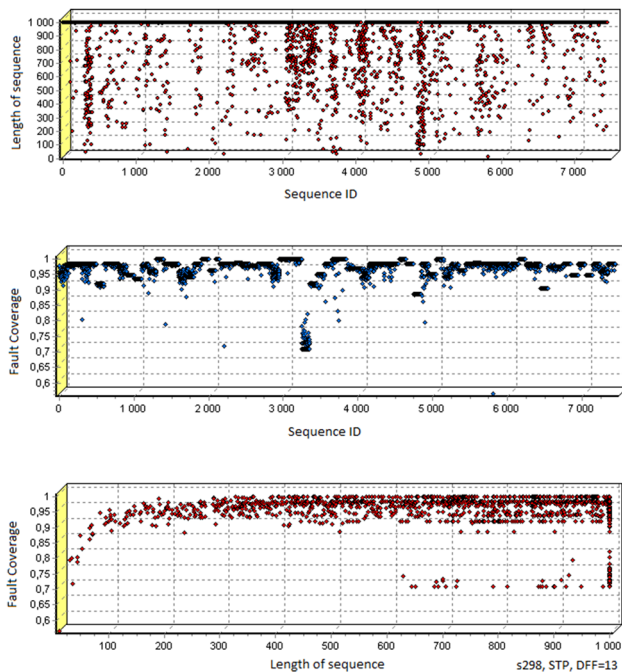 Length of sequence
1 000
900
800
700
600
500
400
300
200
100
0
0 1 000 2 000 3 000 4 000 5 000 6 000 7 000
Sequence ID
Fault Coverage
1
0,95
0,9
0,85
0,8
0,75
0,7
0,65
0,6
0 1 000 2 000 3 000 4 000 5 000 6 000 7 000
Sequence ID
Fault Coverage
1
0,95
0,9
0,85
0,8
0,75
0,7
0,65
0,6
100 200 300 400 500 600 700 800 900 1 000
Length of sequence
s298, STP, DFF=13